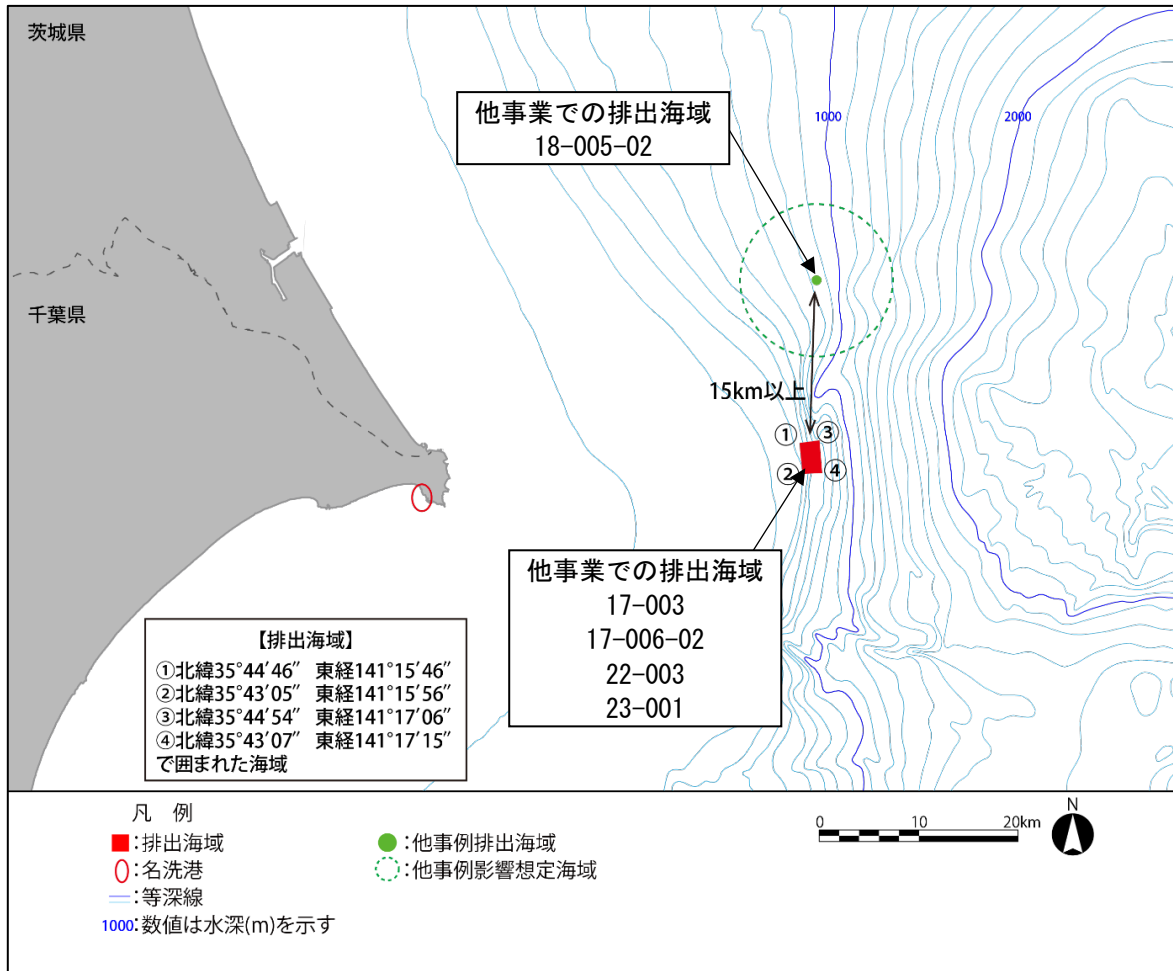 茨城県
千葉県
他事業での排出海域
18-005-02
1000
2000
15km以上
①
③
②
④
他事業での排出海域
17-003
17-006-02
22-003
23-001
【排出海域】
①北緯35°44′46″ 東経141°15′46″
②北緯35°43′05″ 東経141°15′56″
③北緯35°44′54″ 東経141°17′06″
④北緯35°43′07″ 東経141°17′15″
で囲まれた海域
凡 例
:排出海域
:名洗港
:等深線
1000:数値は水深(m)を示す
:他事例排出海域
:他事例影響想定海域
0 10 20km
N